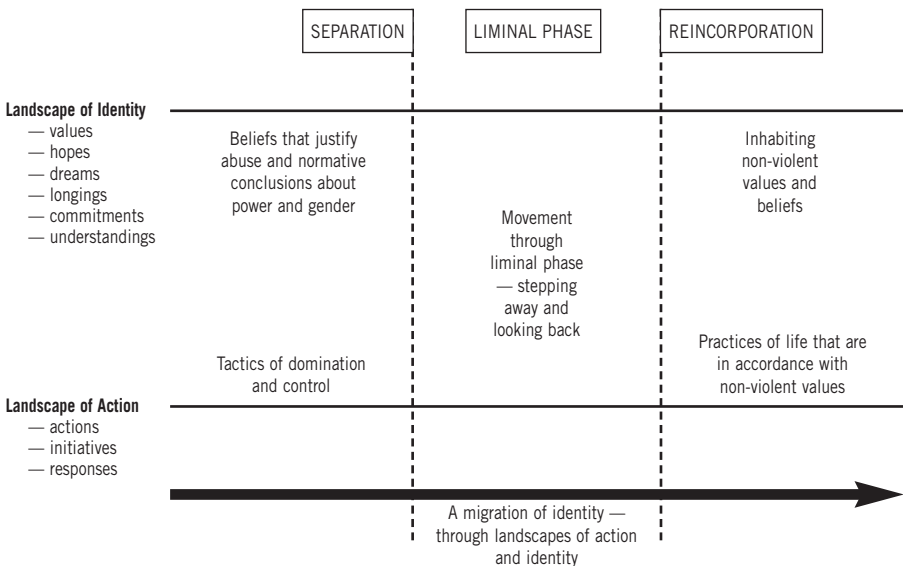 SEPARATION
LIMINAL PHASE
REINCORPORATION
Landscape of Identity
— values
— hopes
— dreams
— longings
— commitments
— understandings
Beliefs that justify
abuse and normative
conclusions about
power and gender
Movement
through
liminal phase
— stepping
away and
looking back
Inhabiting
non-violent
values and
beliefs
Tactics of domination
and control
Practices of life that are
in accordance with
non-violent values
Landscape of Action
— actions
— initiatives
— responses
A migration of identity —
through landscapes of action
and identity